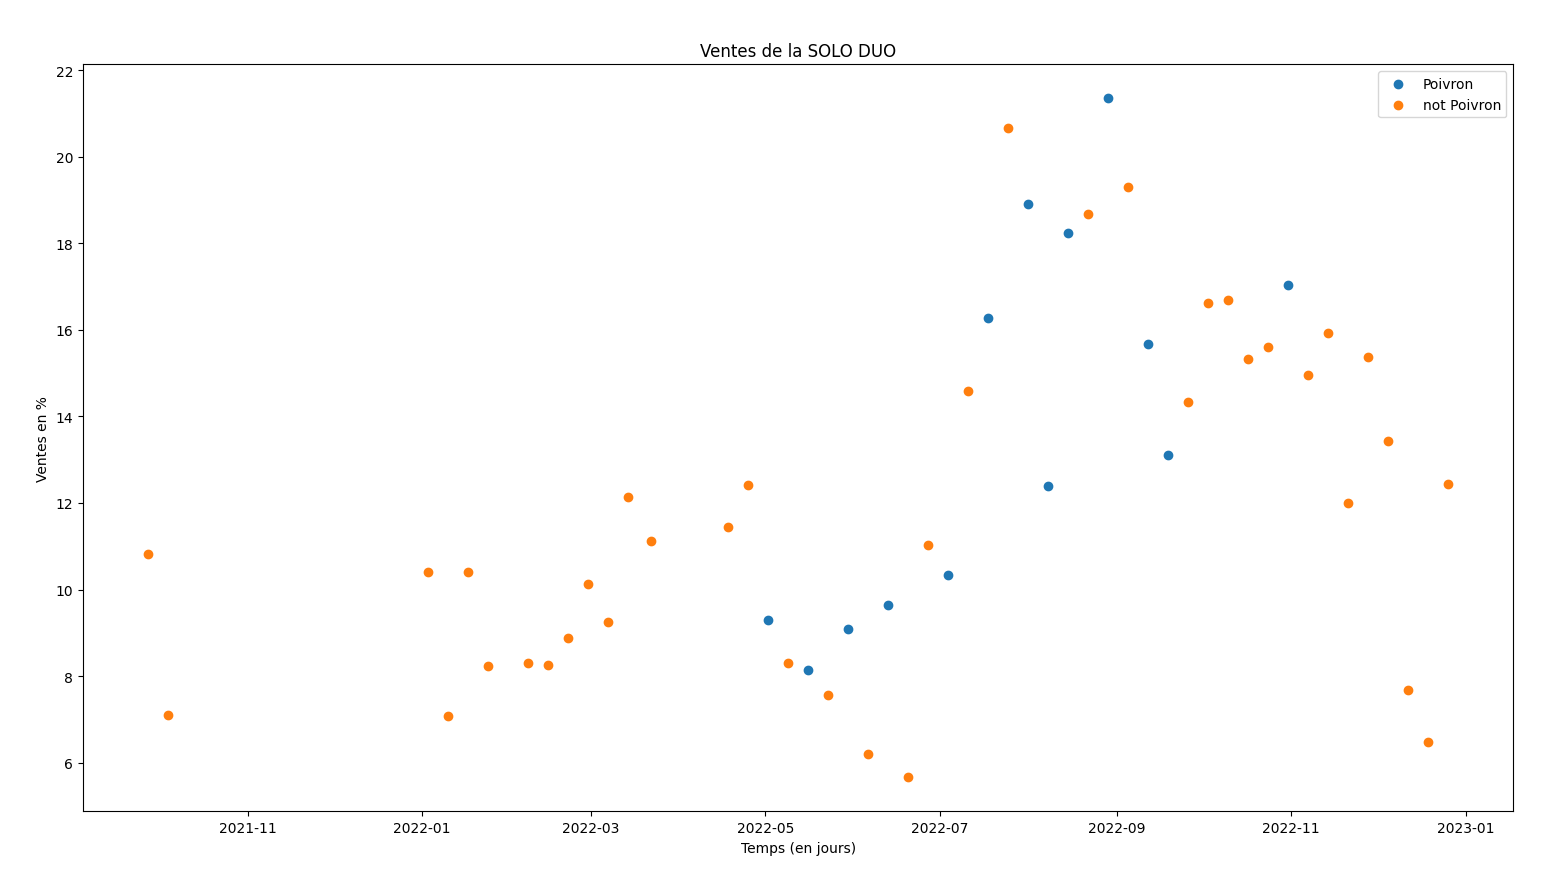 Ventes de la SOLO DUO
Poivron
not Poivron
22
20
18
16
14
12
10
8
6
Ventes en %
2021-11 2022-01 2022-03 2022-05 2022-07 2022-09 2022-11 2023-01
Temps (en jours)